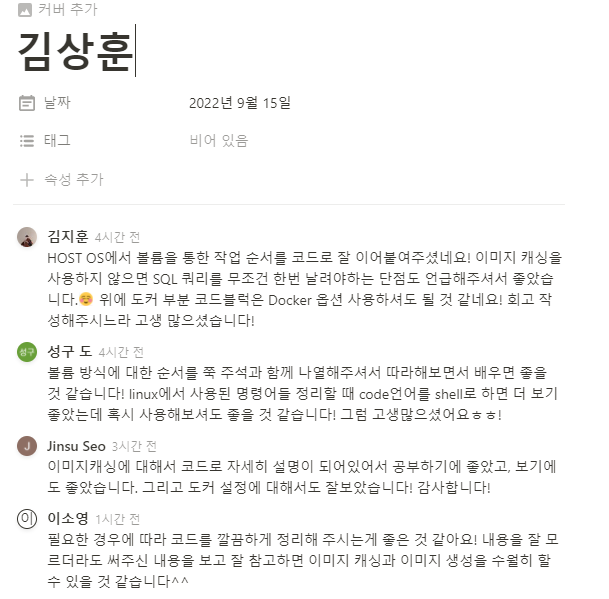 커버 추가
김상훈
날짜 2022년 9월 15일
태그 비어 있음
속성 추가
김지훈 4시간 전
HOST OS에서 볼륨을 통한 작업 순서를 코드로 잘 이어붙여주셨네요! 이미지 캐싱을
사용하지 않으면 SQL 쿼리를 무조건 한번 날려야하는 단점도 언급해주셔서 좋았습
니다.☺️ 위에 도커 부분 코드블럭은 Docker 옵션 사용하셔도 될 것 같네요! 회고 작
성해주시느라 고생 많으셨습니다!
성구 성구 도 4시간 전
볼륨 방식에 대한 순서를 쭉 주석과 함께 나열해주셔서 따라해보면서 배우면 좋을
것 같습니다! linux에서 사용된 명령어들 정리할 때 code언어를 shell로 하면 더 보기
좋았는데 혹시 사용해보셔도 좋을 것 같습니다! 그럼 고생많으셨어요ㅎㅎ!
J Jinsu Seo 3시간 전
이미지캐싱에 대해서 코드로 자세히 설명이 되어있어서 공부하기에 좋았고, 보기에
도 좋았습니다. 그리고 도커 설정에 대해서도 잘보았습니다! 감사합니다!
이 이소영 1시간 전
필요한 경우에 따라 코드를 깔끔하게 정리해 주시는게 좋은 것 같아요! 내용을 잘 모
르더라도 써주신 내용을 보고 잘 참고하면 이미지 캐싱과 이미지 생성을 수월히 할
수 있을 것 같습니다^^